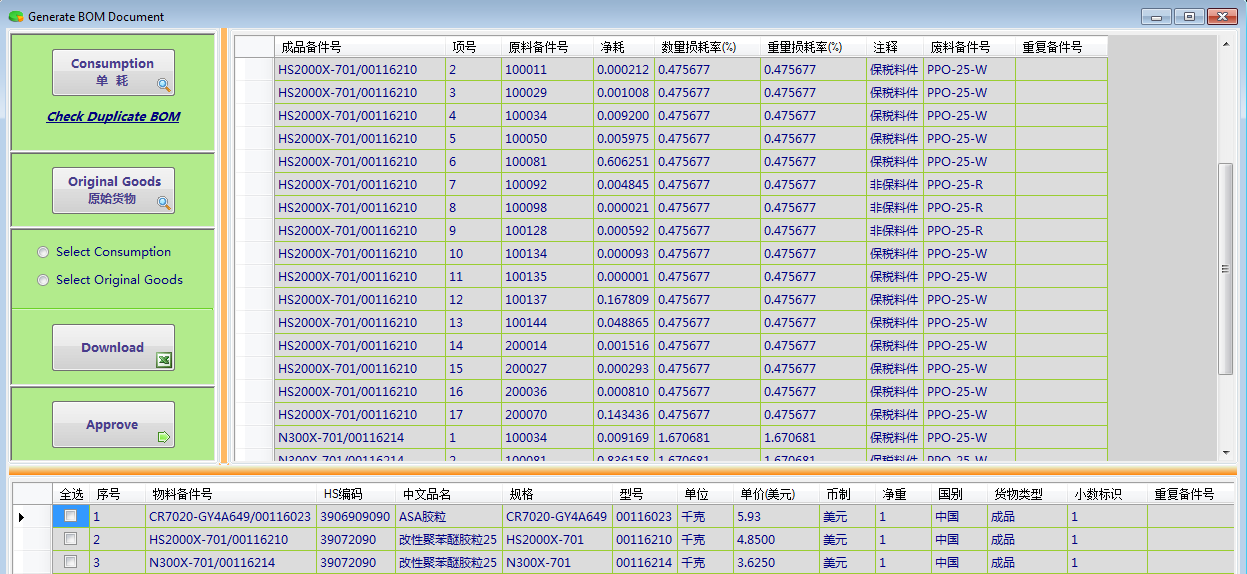 Generate BOM Document
Consumption
单 耗
Check Duplicate BOM
Original Goods
原始货物
Select Consumption
Select Original Goods
Download
Approve
成品备件号 项号 原料备件号 净耗 数量损耗率(%) 重量损耗率(%) 注释 废料备件号 重复备件号
HS2000X-701/00116210 2 100011 0.000212 0.475677 0.475677 保税料件 PPO-25-W
HS2000X-701/00116210 3 100029 0.001008 0.475677 0.475677 保税料件 PPO-25-W
HS2000X-701/00116210 4 100034 0.009200 0.475677 0.475677 保税料件 PPO-25-W
HS2000X-701/00116210 5 100050 0.005975 0.475677 0.475677 保税料件 PPO-25-W
HS2000X-701/00116210 6 100081 0.606251 0.475677 0.475677 保税料件 PPO-25-W
HS2000X-701/00116210 7 100092 0.004845 0.475677 0.475677 非保料件 PPO-25-R
HS2000X-701/00116210 8 100098 0.000021 0.475677 0.475677 非保料件 PPO-25-R
HS2000X-701/00116210 9 100128 0.000592 0.475677 0.475677 非保料件 PPO-25-R
HS2000X-701/00116210 10 100134 0.000093 0.475677 0.475677 保税料件 PPO-25-W
HS2000X-701/00116210 11 100135 0.000001 0.475677 0.475677 保税料件 PPO-25-W
HS2000X-701/00116210 12 100137 0.167809 0.475677 0.475677 保税料件 PPO-25-W
HS2000X-701/00116210 13 100144 0.048865 0.475677 0.475677 保税料件 PPO-25-W
HS2000X-701/00116210 14 200014 0.001516 0.475677 0.475677 保税料件 PPO-25-W
HS2000X-701/00116210 15 200027 0.000293 0.475677 0.475677 保税料件 PPO-25-W
HS2000X-701/00116210 16 200036 0.000810 0.475677 0.475677 保税料件 PPO-25-W
HS2000X-701/00116210 17 200070 0.143436 0.475677 0.475677 保税料件 PPO-25-W
N300X-701/00116214 1 100034 0.009169 1.670681 1.670681 保税料件 PPO-25-W
N300X-701/00116214 2 100081 0.836158 1.670681 1.670681 保税料件 PPO-25-W
全选 序号 物料备件号 HS编码 中文品名 规格 型号 单位 单价(美元) 币制 净重 国别 货物类型 小数标识 重复备件号
1 CR7020-GY4A649/00116023 3906909090 ASA胶粒 CR7020-GY4A649 00116023 千克 5.93 美元 1 中国 成品 1
2 HS2000X-701/00116210 39072090 改性聚苯醚胶粒25 HS2000X-701 00116210 千克 4.8500 美元 1 中国 成品 1
3 N300X-701/00116214 39072090 改性聚苯醚胶粒25 N300X-701 00116214 千克 3.6250 美元 1 中国 成品 1